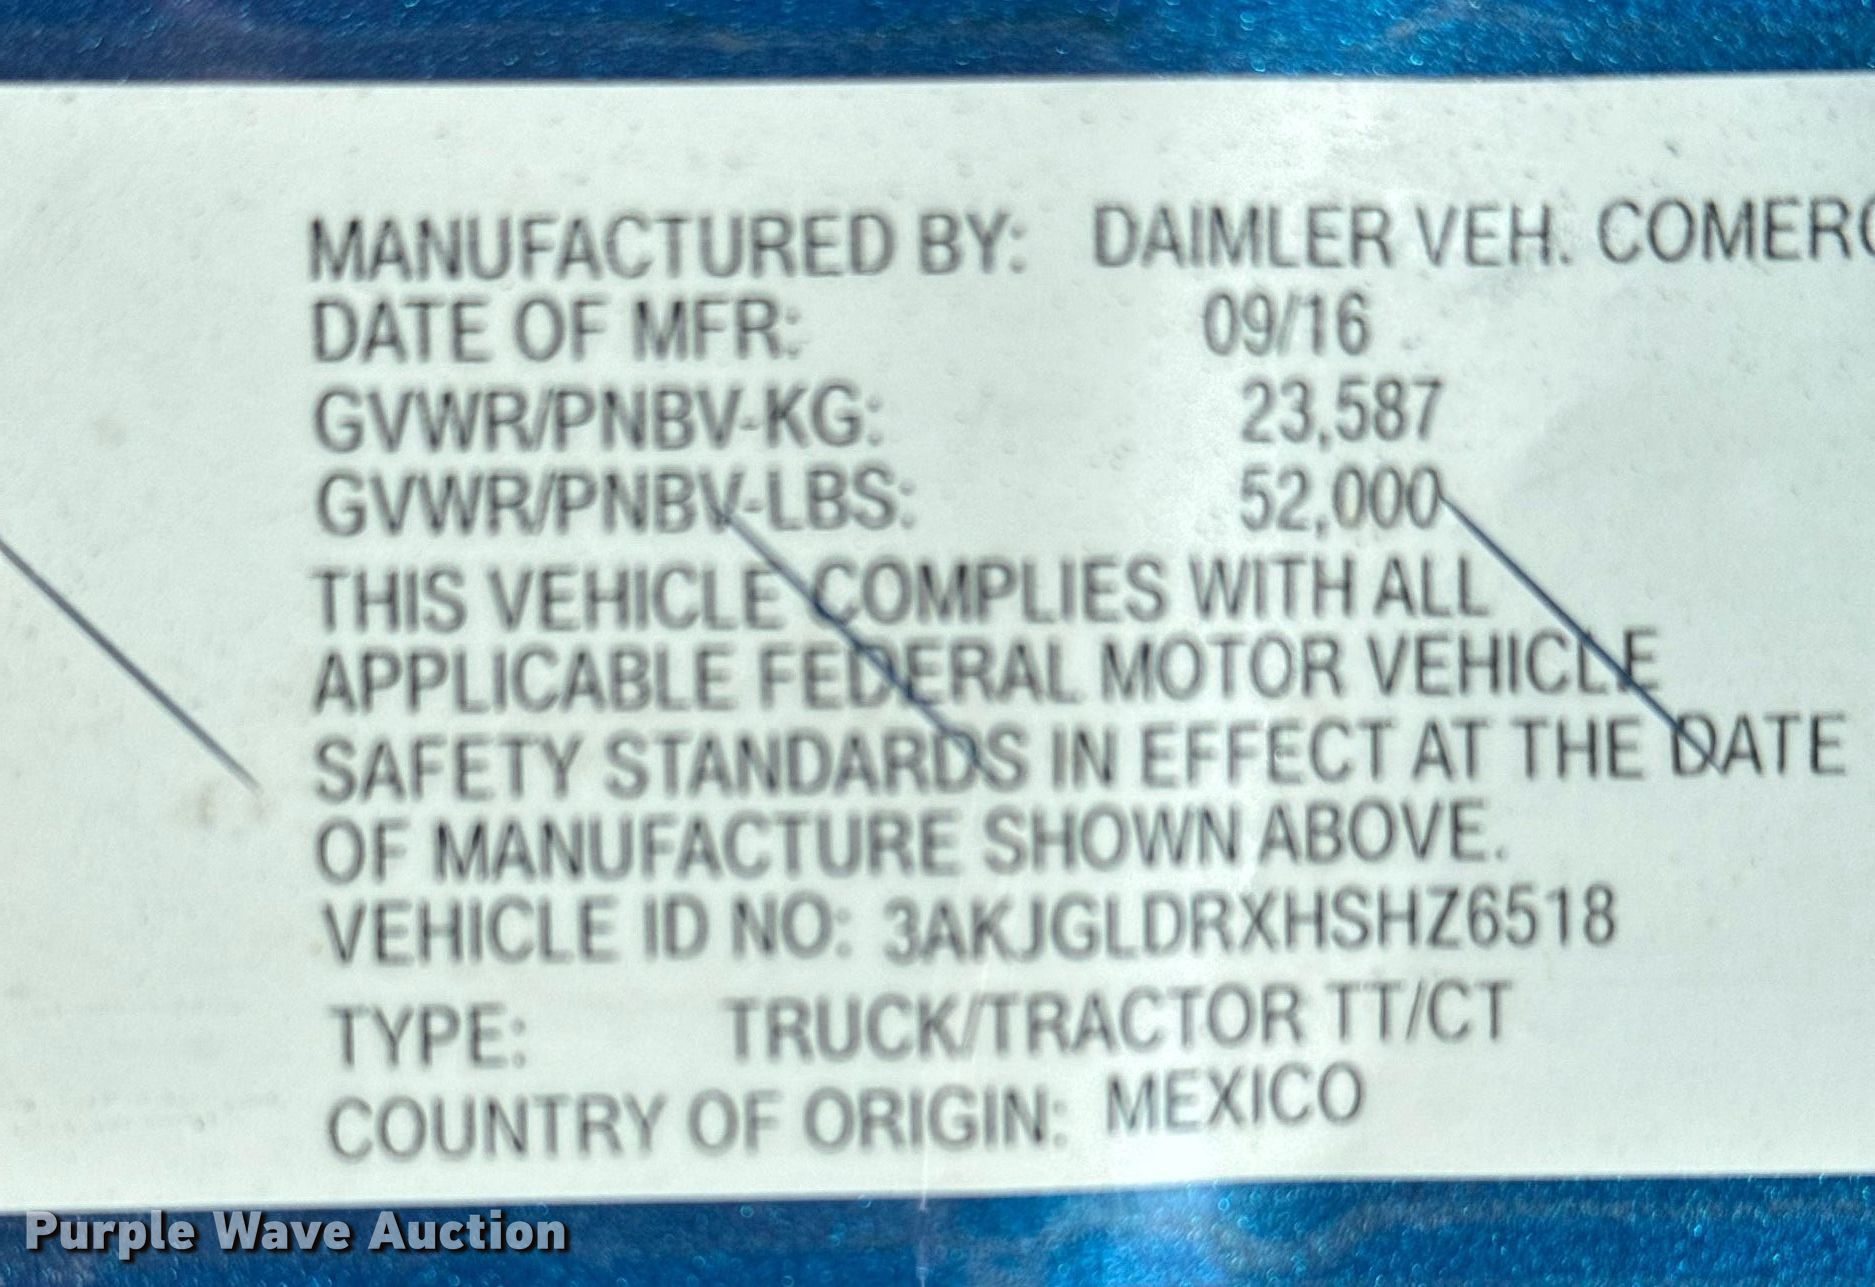 MANUFACTURED BY: DAIMLER VEH. COMERC
DATE OF MFR: 09/16
GVWR/PNBV-KG: 23,587
GVWR/PNBV-LBS: 52,000
THIS VEHICLE COMPLIES WITH ALL
APPLICABLE FEDERAL MOTOR VEHICLE
SAFETY STANDARDS IN EFFECT AT THE DATE
OF MANUFACTURE SHOWN ABOVE.
VEHICLE ID NO: 3AKJGLDRXHSHZ6518
TYPE: TRUCK/TRACTOR TT/CT
COUNTRY OF ORIGIN: MEXICO
Purple Wave Auction